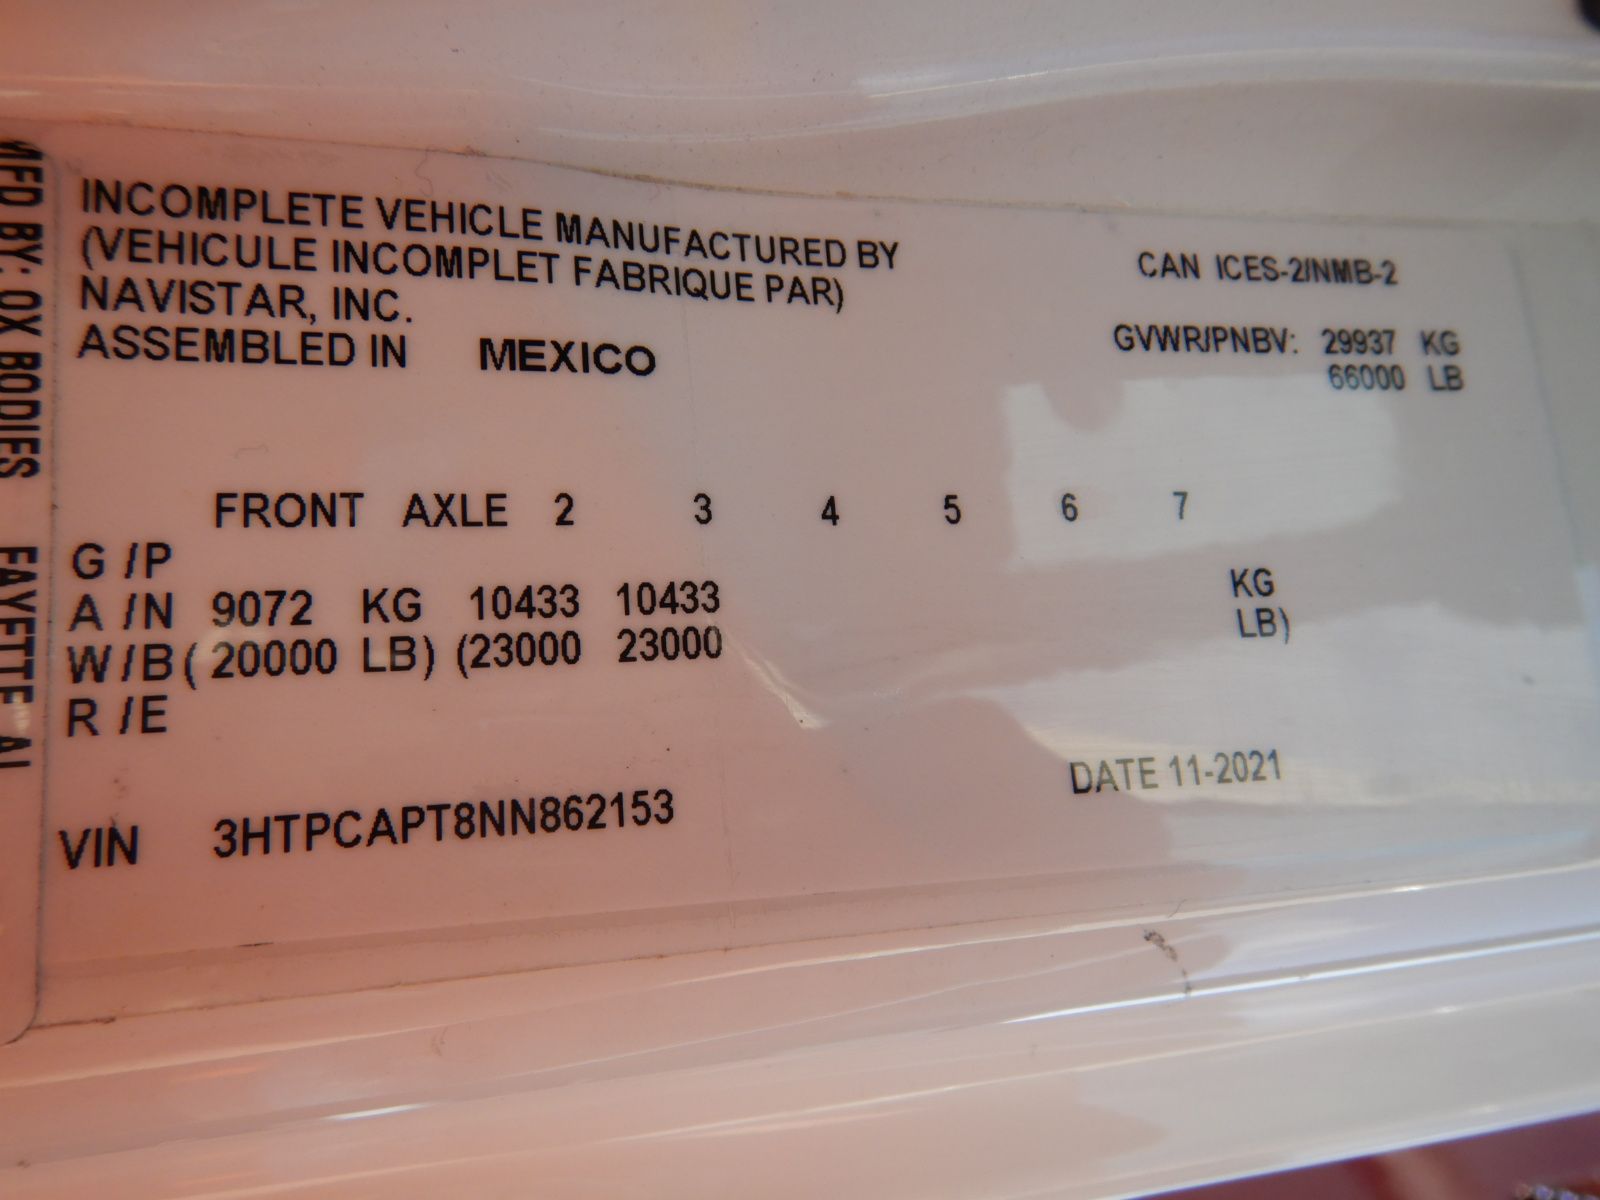 INCOMPLETE VEHICLE MANUFACTURED BY
(VEHICULE INCOMPLET FABRIQUE PAR)
NAVISTAR, INC.
ASSEMBLED IN MEXICO
CAN ICES-2/NMB-2
GVWR/PNBV: 29937 KG
66000 LB
FRONT AXLE 2 3 4 5 6 7
G /P
A /N 9072 KG 10433 10433 KG
W/B ( 20000 LB) (23000 23000 LB)
R /E
DATE 11-2021
VIN 3HTPCAPT8NN862153
MFD BY: OX BODIES FAYETTE AL